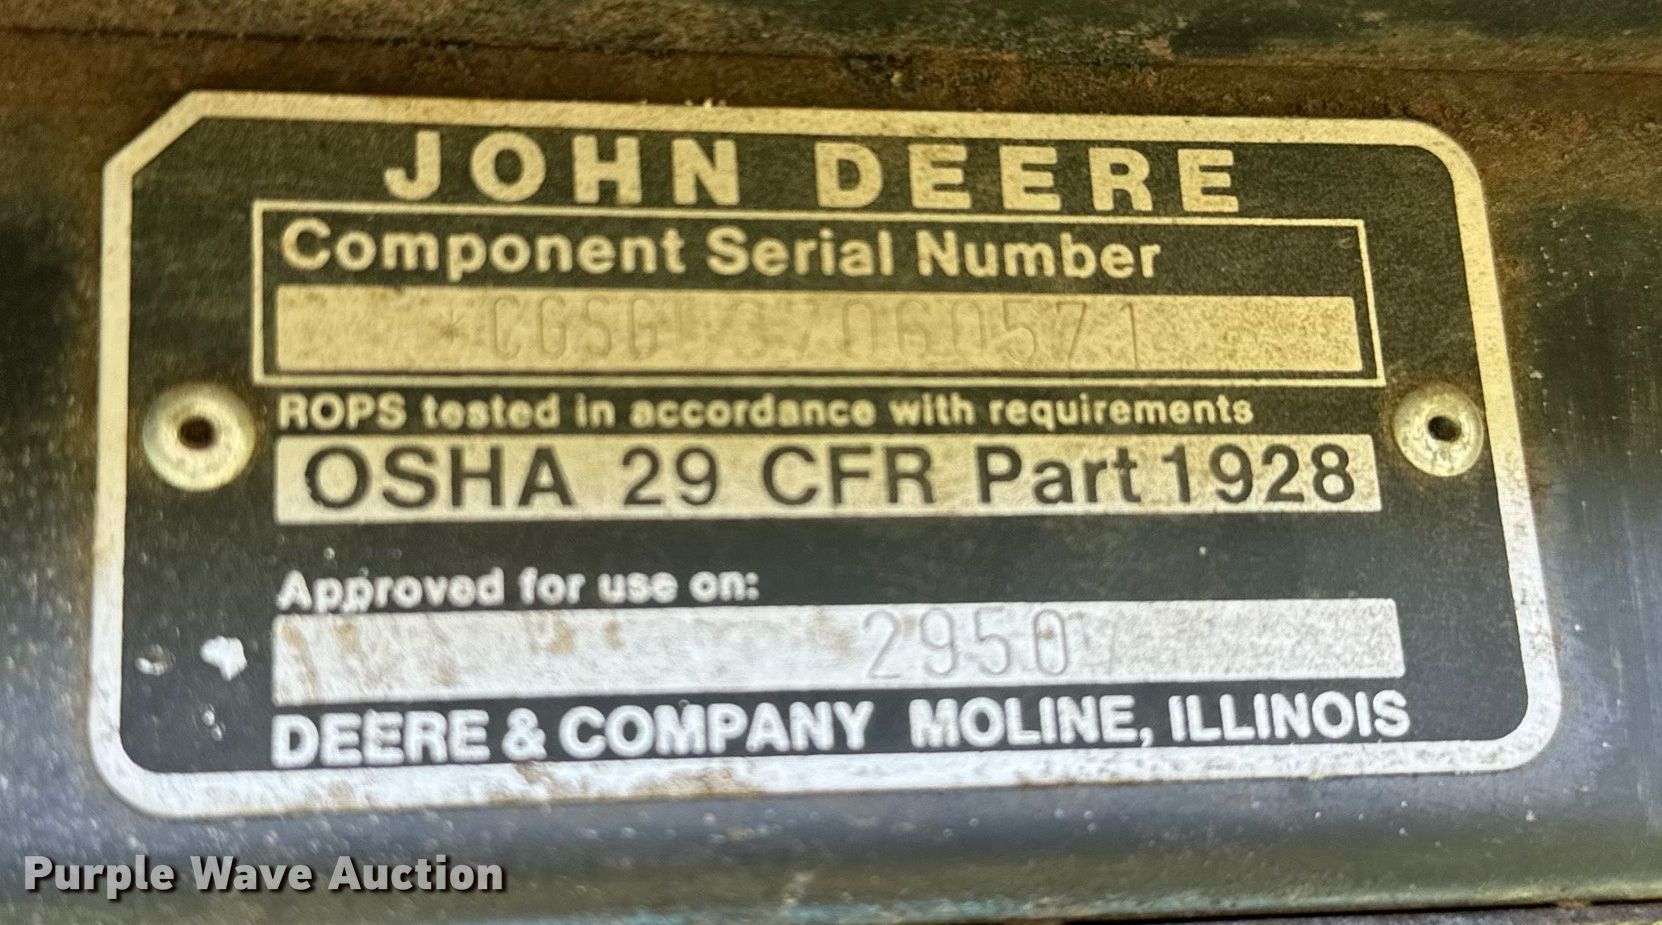 JOHN DEERE
Component Serial Number
ROPS tested in accordance with requirements
OSHA 29 CFR Part 1928
Approved for use on:
2950
DEERE & COMPANY MOLINE, ILLINOIS
Purple Wave Auction